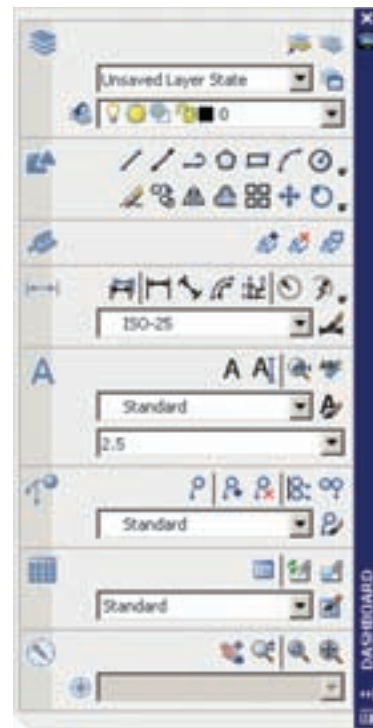 Unsaved Layer State
0
ISO-25
A
A A
Standard
2.5
Standard
Standard
DASHBOARD